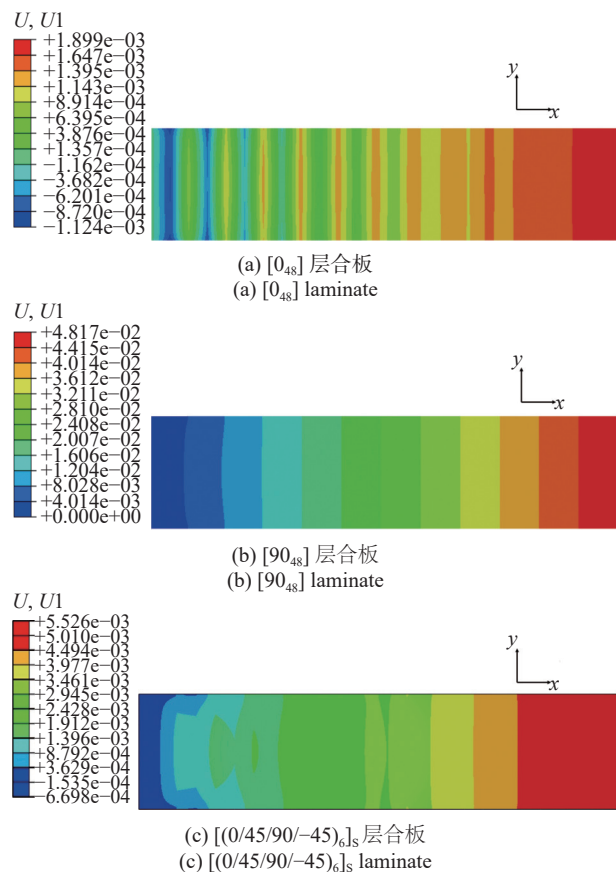 U, U1
+1.899e−03
+1.647e−03
+1.395e−03
+1.143e−03
+8.914e−04
+6.395e−04
+3.876e−04
+1.357e−04
−1.162e−04
−3.682e−04
−6.201e−04
−8.720e−04
−1.124e−03
y
x
(a) [0₄₈] 层合板
(a) [0₄₈] laminate
U, U1
+4.817e−02
+4.415e−02
+4.014e−02
+3.612e−02
+3.211e−02
+2.810e−02
+2.408e−02
+2.007e−02
+1.606e−02
+1.204e−02
+8.028e−03
+4.014e−03
+0.000e+00
y
x
(b) [90₄₈] 层合板
(b) [90₄₈] laminate
U, U1
+5.526e−03
+5.010e−03
+4.494e−03
+3.977e−03
+3.461e−03
+2.945e−03
+2.428e−03
+1.912e−03
+1.396e−03
+8.792e−04
+3.629e−04
−1.535e−04
−6.698e−04
y
x
(c) [(0/45/90/−45)₆]s 层合板
(c) [(0/45/90/−45)₆]s laminate